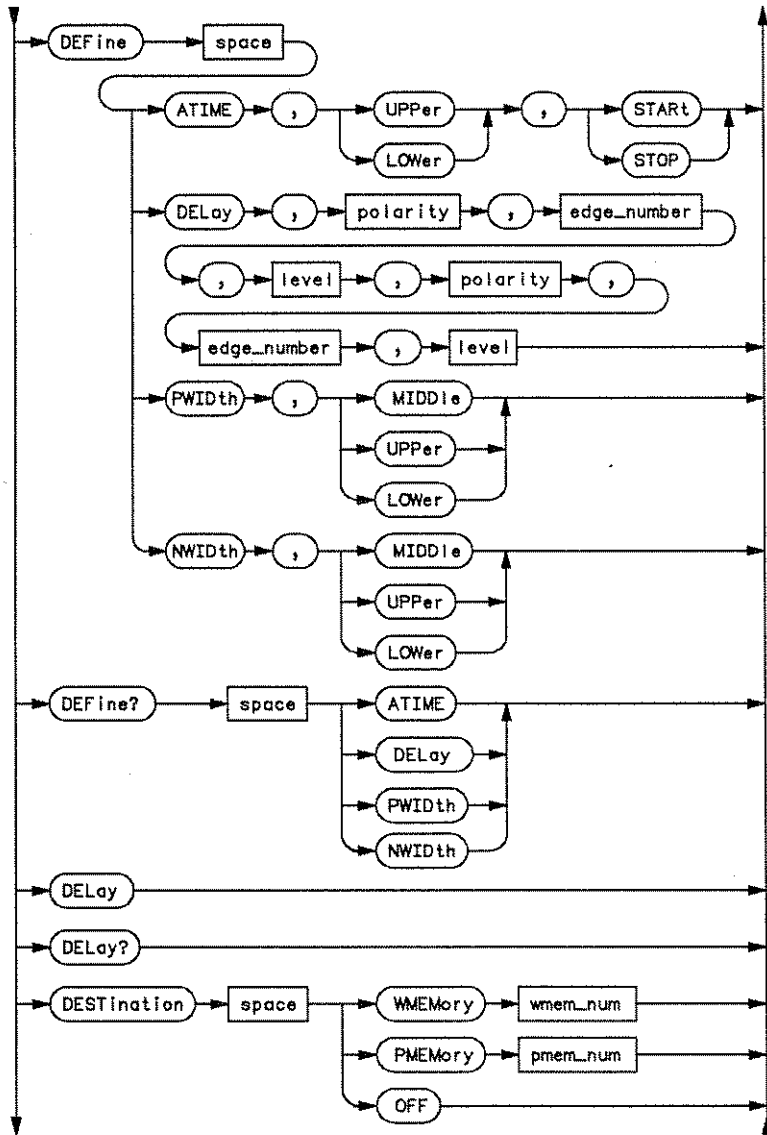 DEFine space
ATIME , UPPer , STARt
LOWer STOP
DELay , polarity , edge_number
, level , polarity ,
edge_number , level
PWIDth , MIDDle
UPPer
LOWer
NWIDth , MIDDle
UPPer
LOWer
DEFine? space ATIME
DELay
PWIDth
NWIDth
DELay
DELay?
DESTination space WMEMory wmem_num
PMEMory pmem_num
OFF